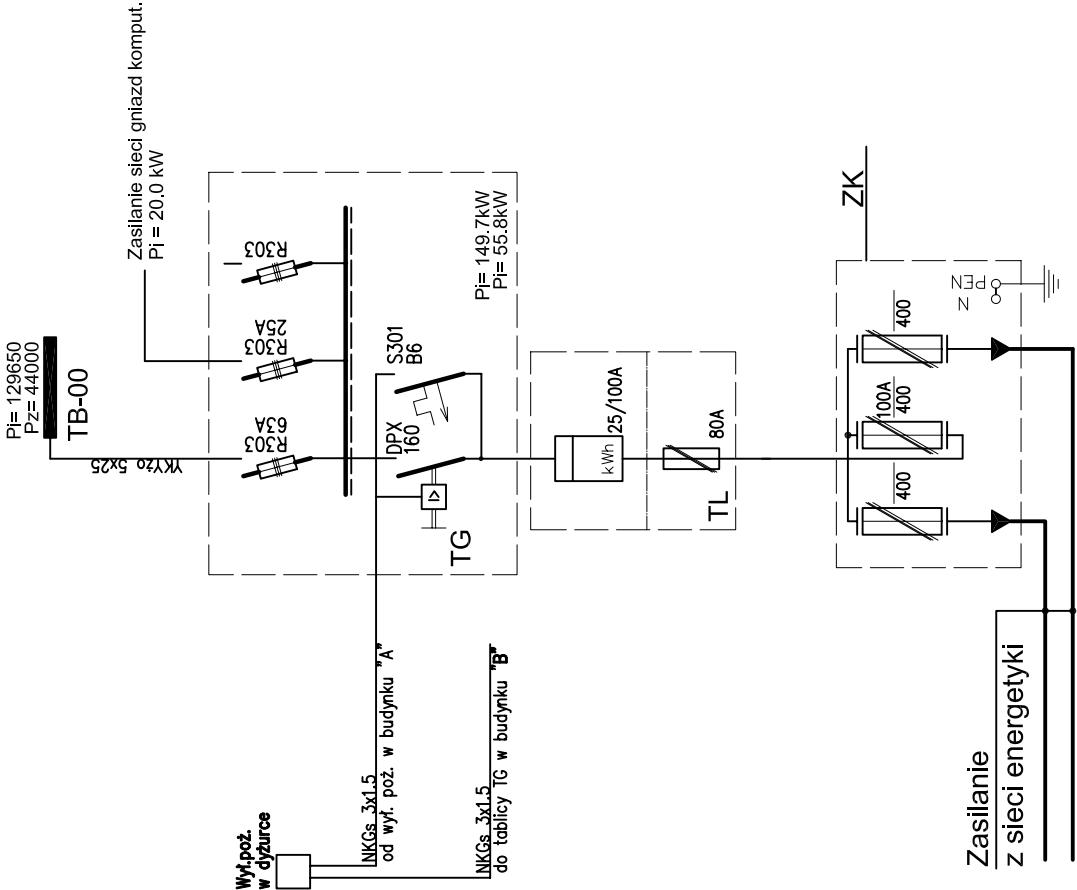 Pi= 129650
Pz= 44000
TB-00
YKYżo 5x25
Zasilanie sieci gniazd komput.
Pi = 20.0 kW
R303
63A
R303
25A
R303
DPX
160
S301
B6
I>
TG
Pi= 149.7kW
Pi= 55.8kW
kWh
25/100A
80A
TL
ZK
400
100A
400
400
N
PEN
Wył.poż.
w dyżurce
NKGs 3x1.5
od wył. poż. w budynku "A"
NKGs 3x1.5
do tablicy TG w budynku "B"
Zasilanie
z sieci energetyki